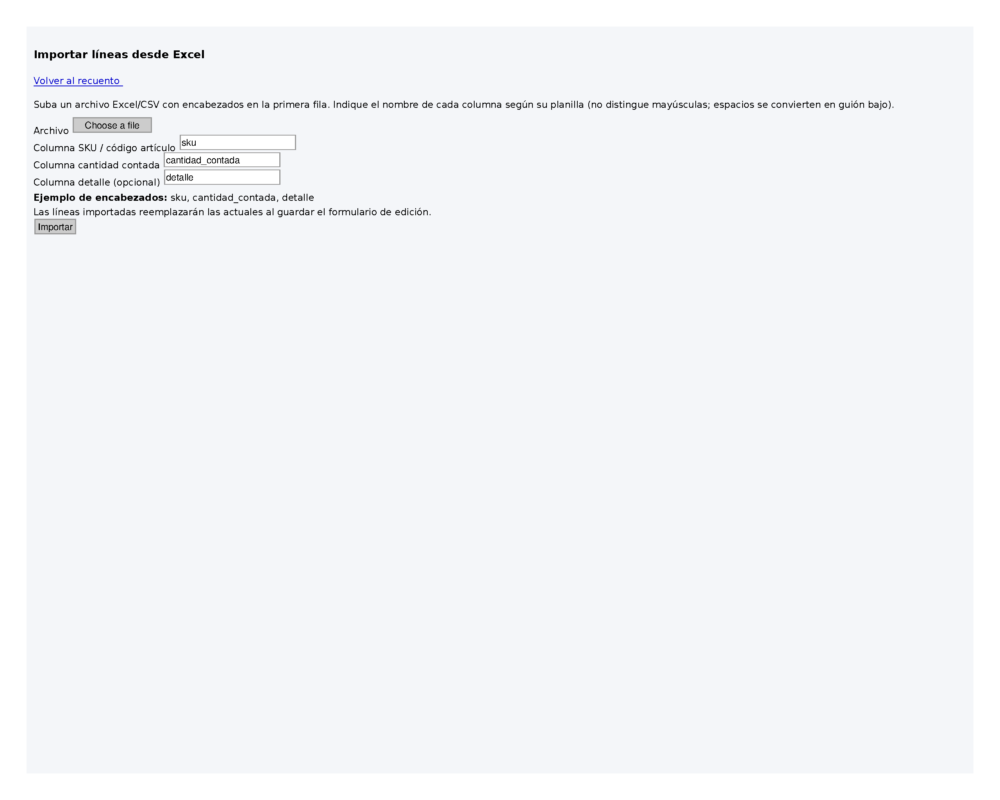 Importar líneas desde Excel
Volver al recuento
Suba un archivo Excel/CSV con encabezados en la primera fila. Indique el nombre de cada columna según su planilla (no distingue mayúsculas; espacios se convierten en guión bajo).
Archivo Choose a file
Columna SKU / código artículo sku
Columna cantidad contada cantidad_contada
Columna detalle (opcional) detalle
Ejemplo de encabezados: sku, cantidad_contada, detalle
Las líneas importadas reemplazarán las actuales al guardar el formulario de edición.
Importar